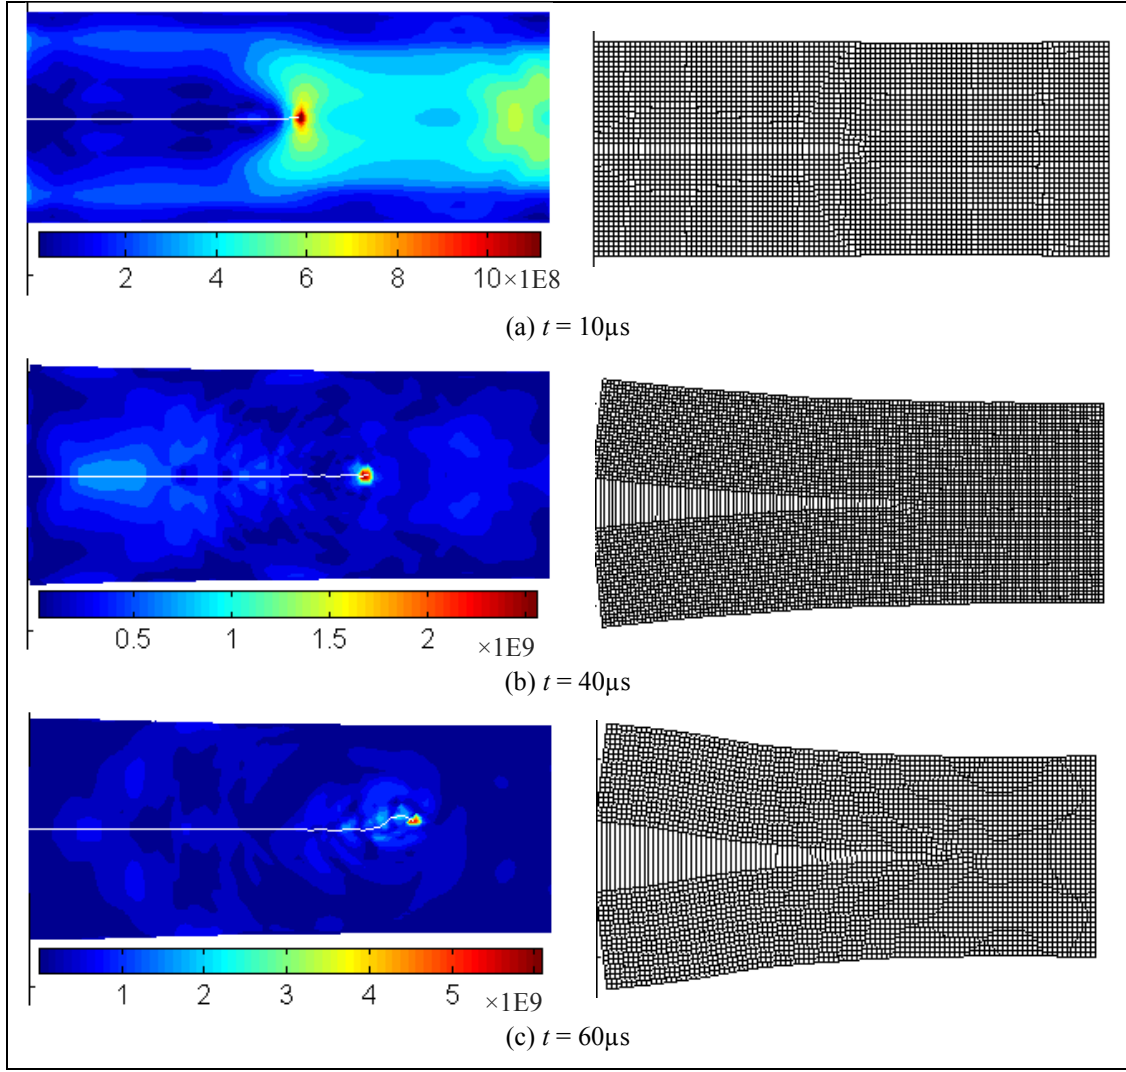 2 4 6 8 10×1E8
(a) t = 10µs
0.5 1 1.5 2 ×1E9
(b) t = 40µs
1 2 3 4 5 ×1E9
(c) t = 60µs